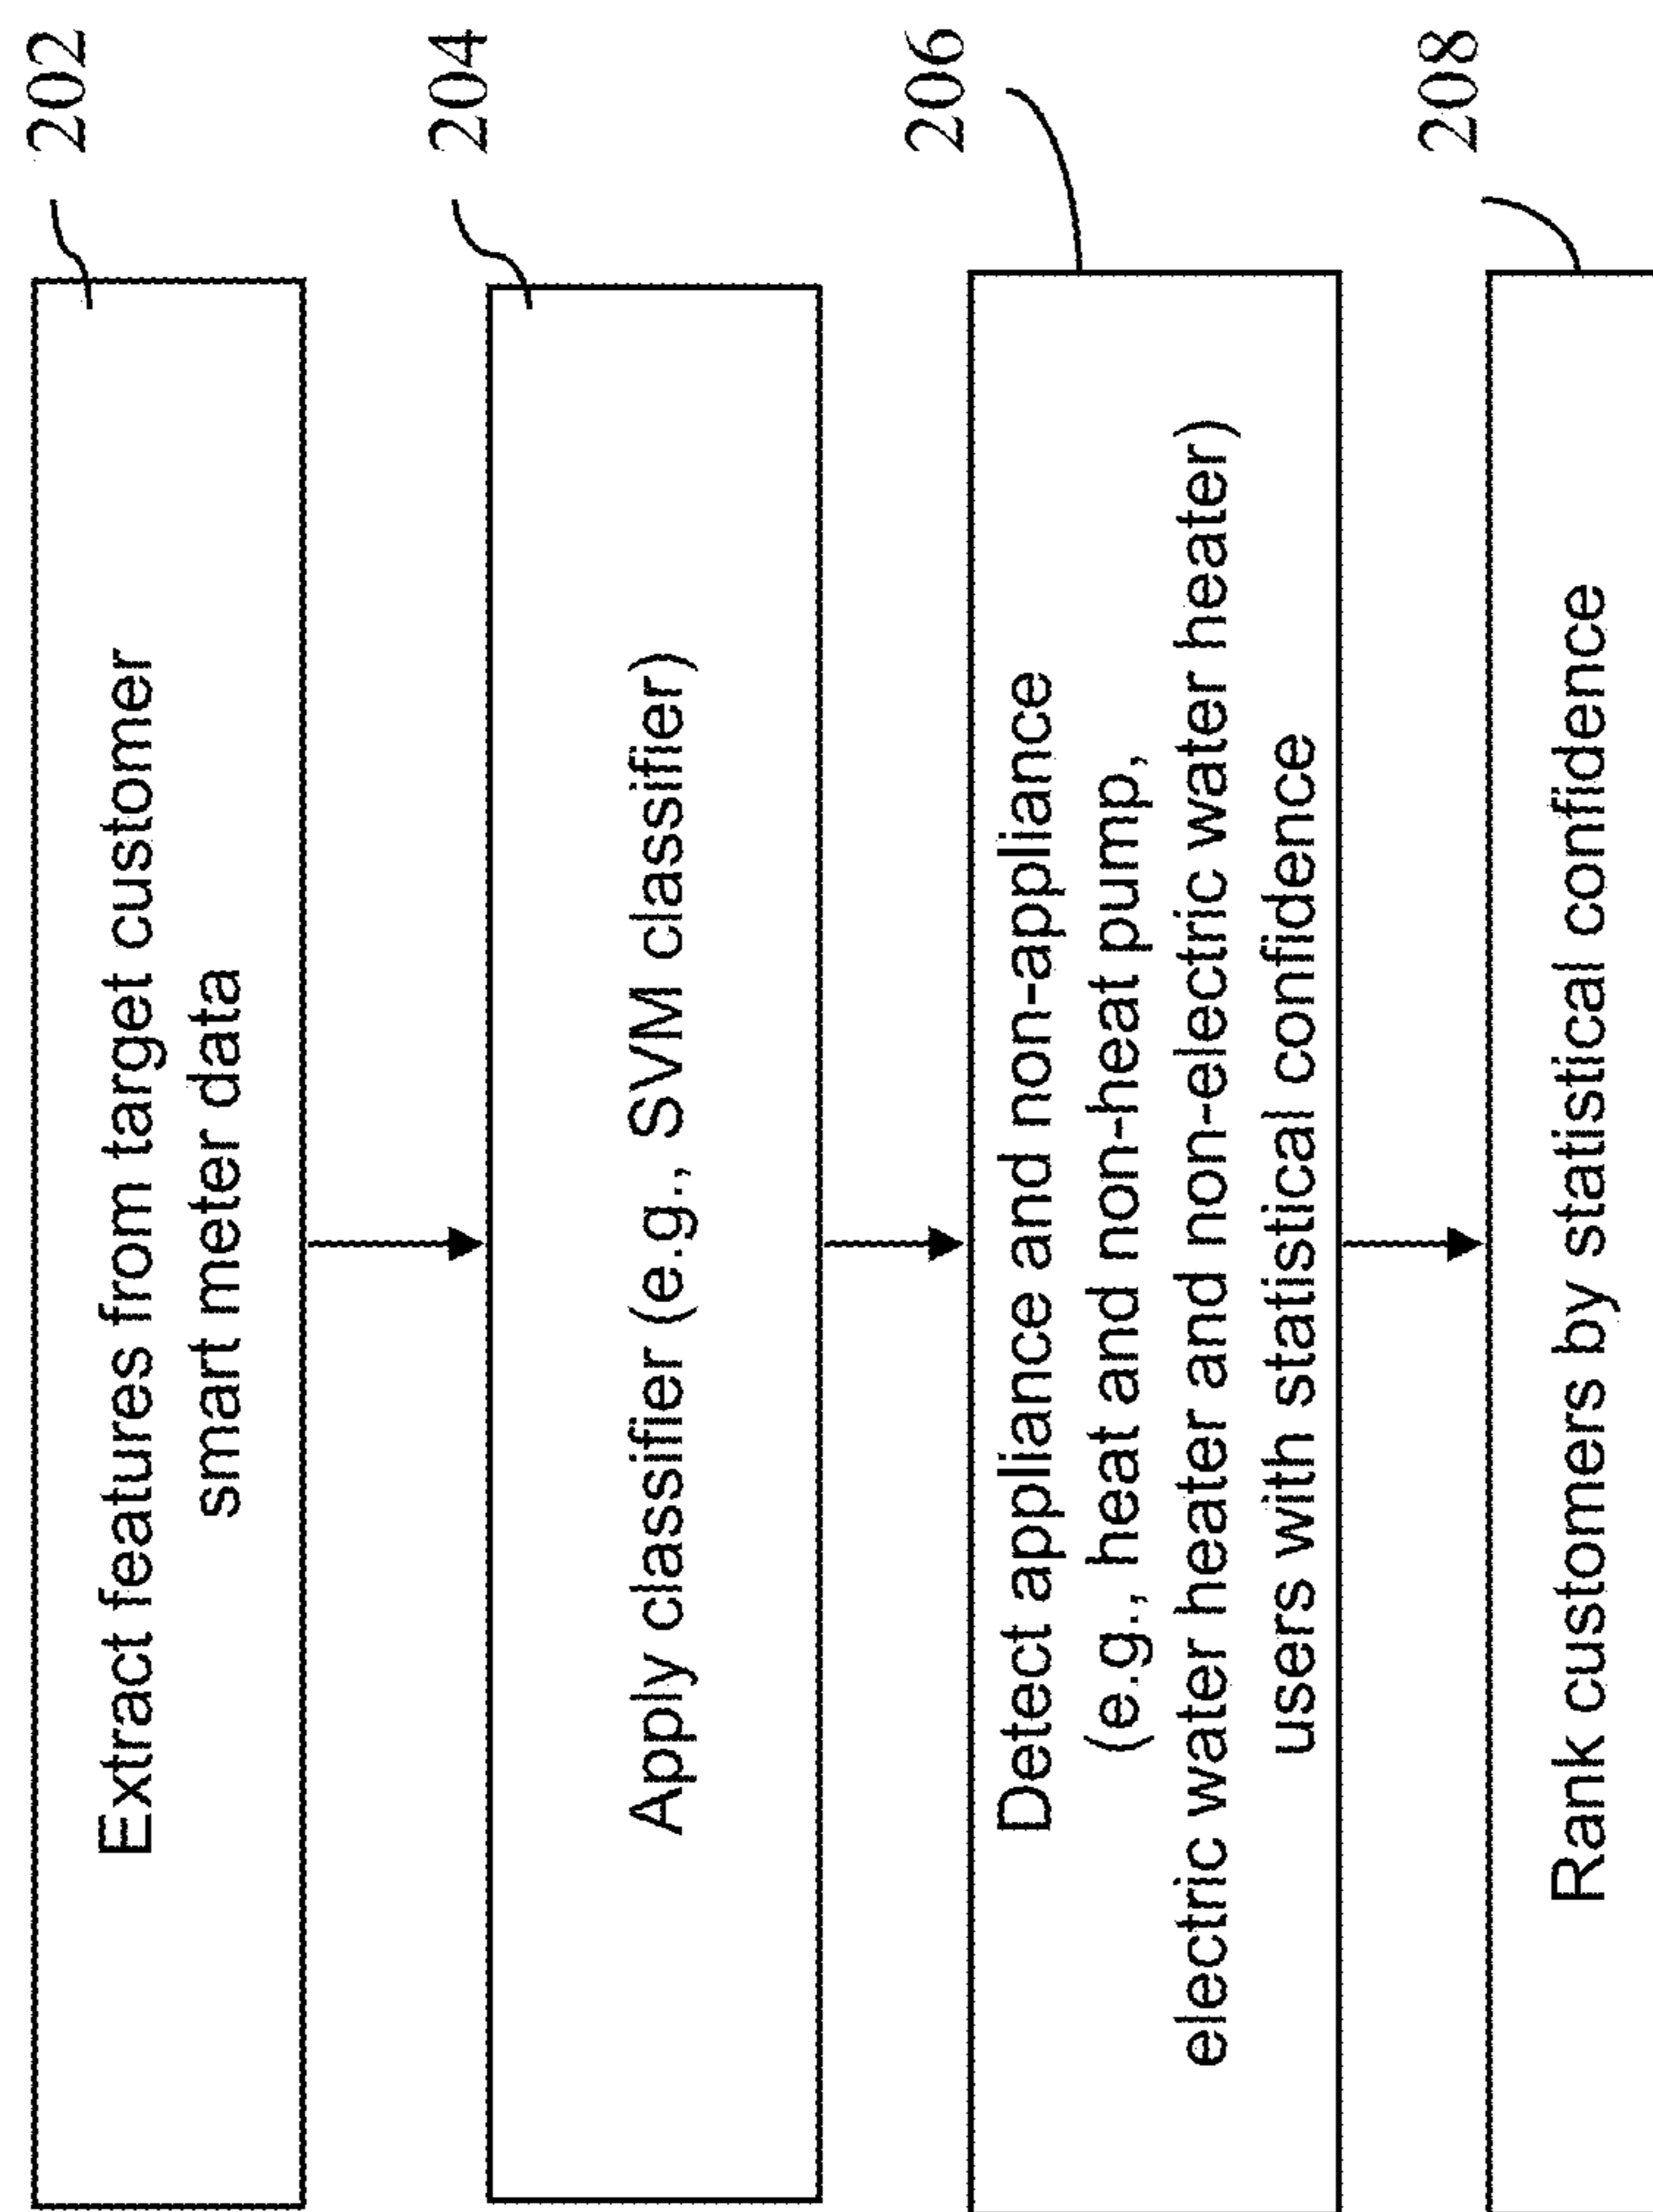 202
Extract features from target customer
smart meter data
204
Apply classifier (e.g., SVM classifier)
206
Detect appliance and non-appliance
(e.g., heat and non-heat pump,
electric water heater and non-electric water heater)
users with statistical confidence
208
Rank customers by statistical confidence